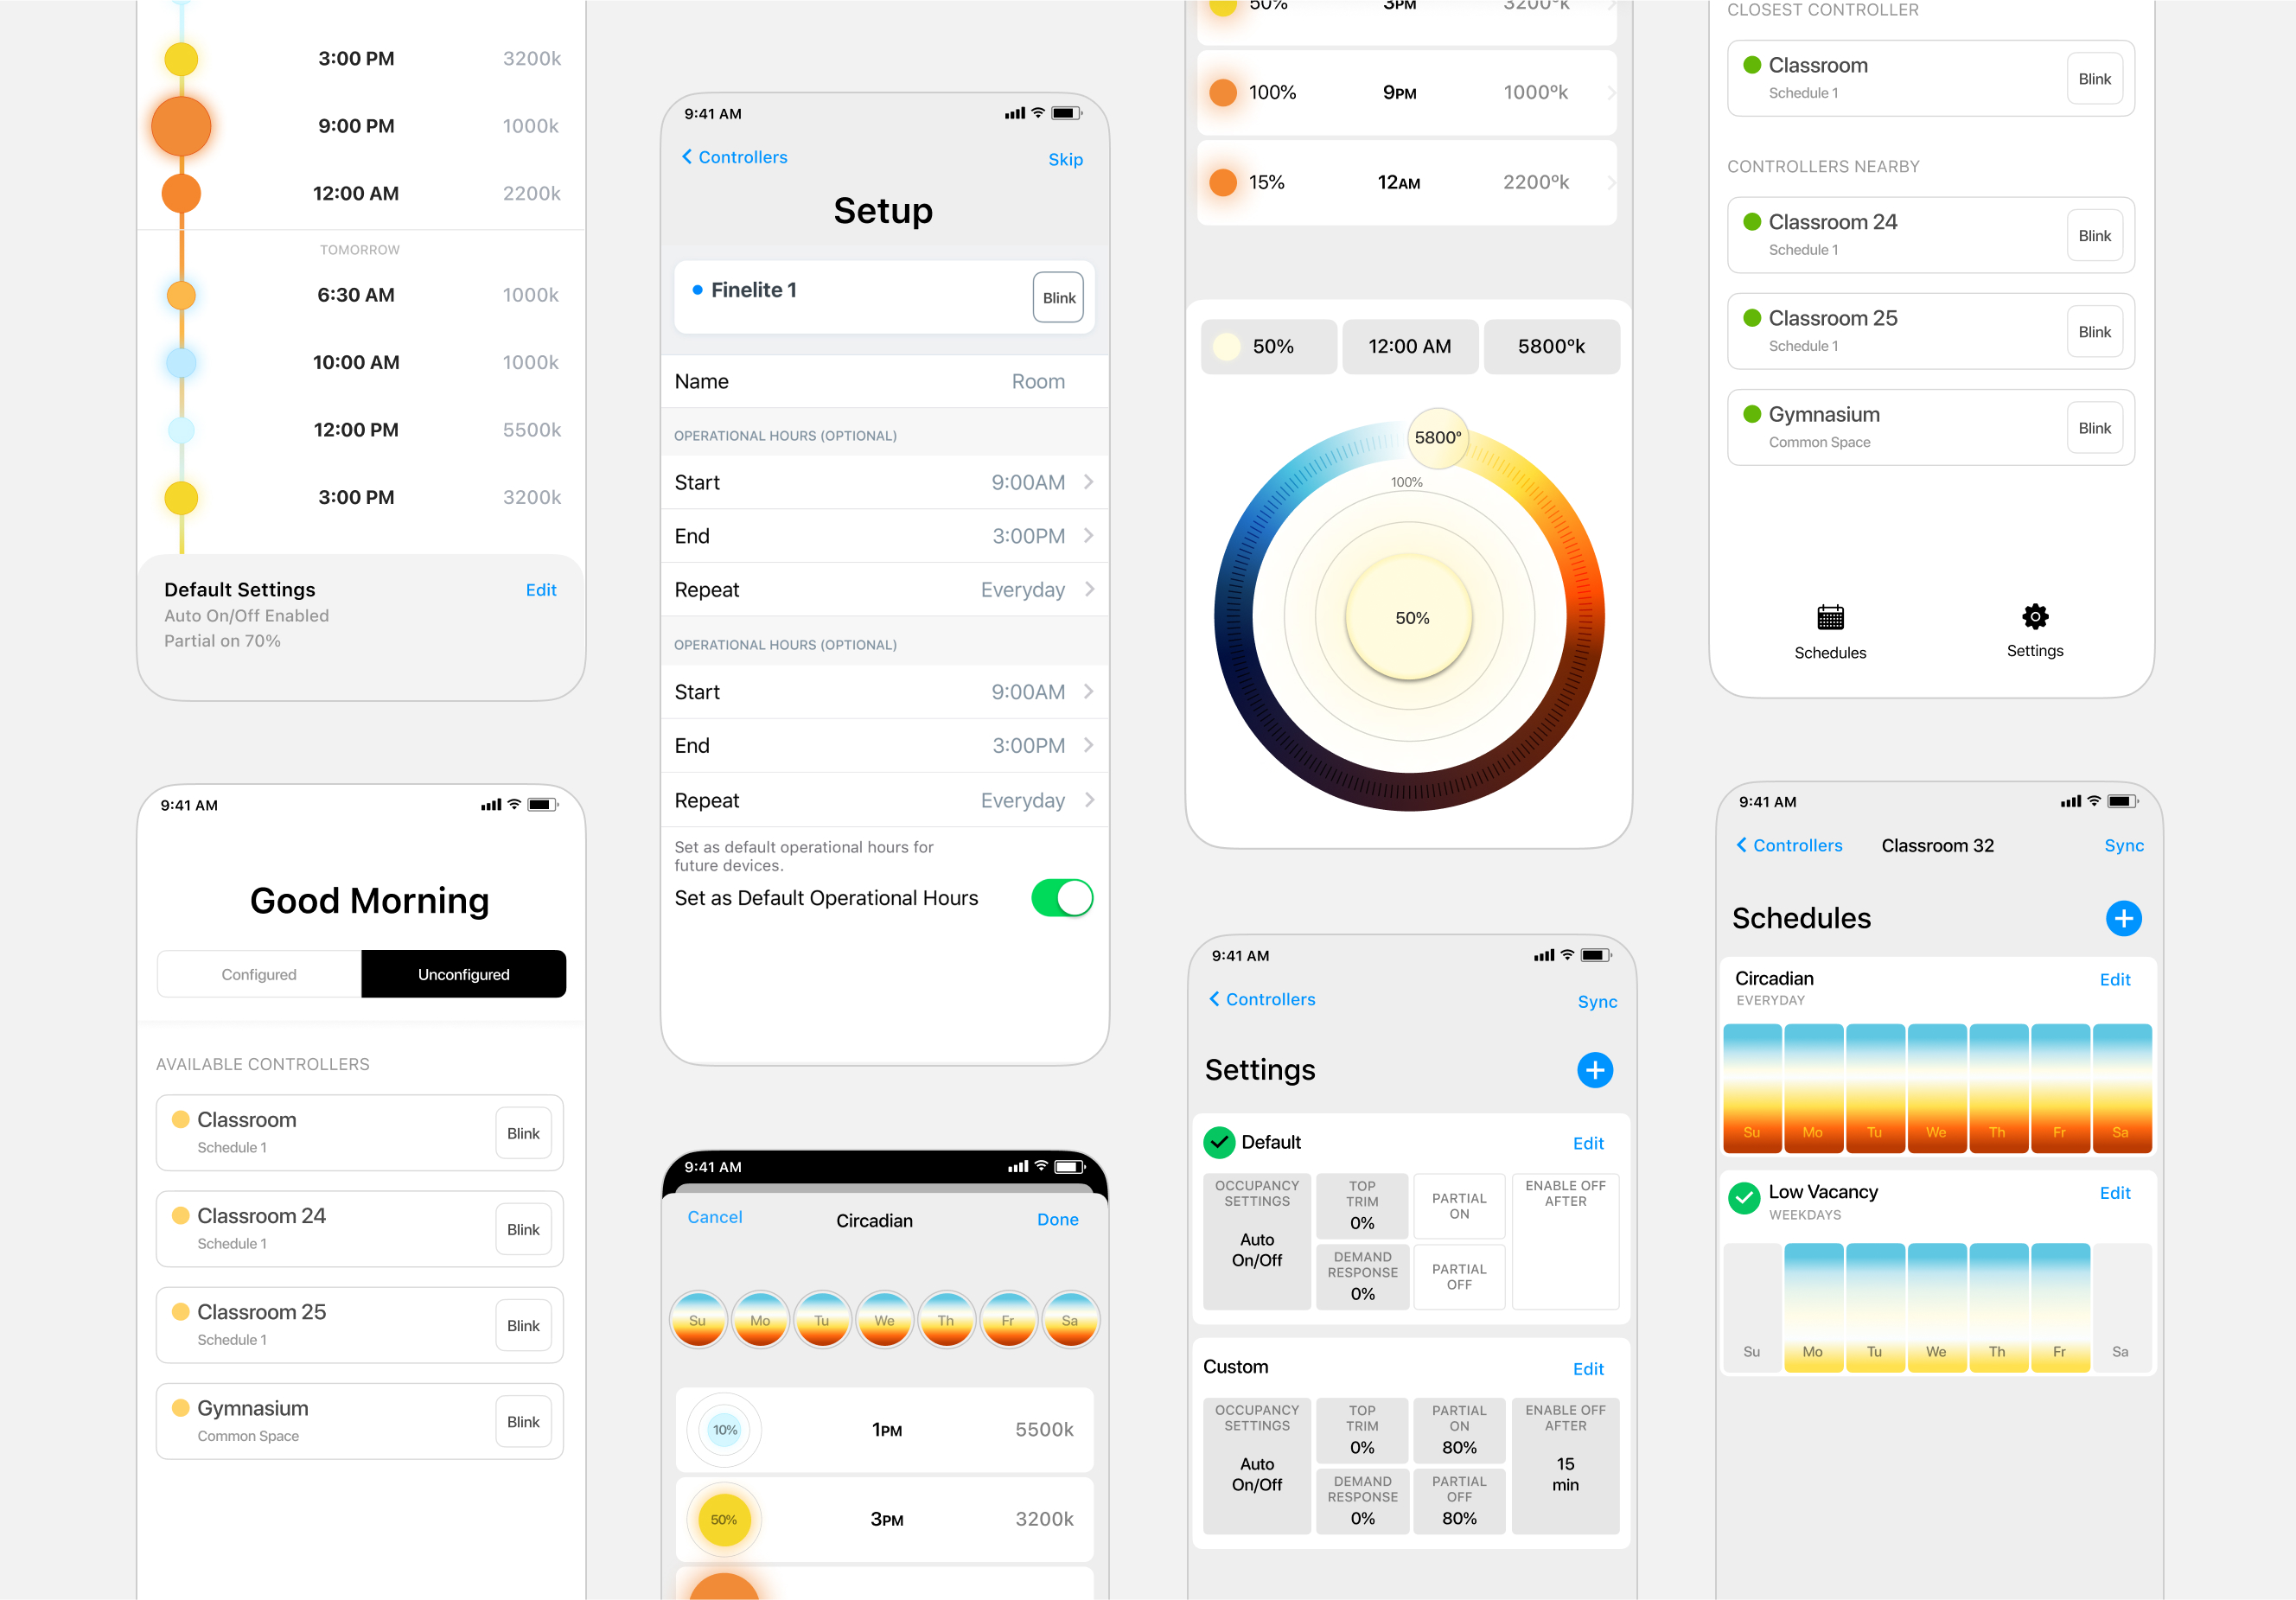 3:00 PM 3200k
9:00 PM 1000k
12:00 AM 2200k
TOMORROW
6:30 AM 1000k
10:00 AM 1000k
12:00 PM 5500k
3:00 PM 3200k
Default Settings Edit
Auto On/Off Enabled
Partial on 70%
9:41 AM
Good Morning
Configured Unconfigured
AVAILABLE CONTROLLERS
Classroom
Schedule 1
Blink
Classroom 24
Schedule 1
Blink
Classroom 25
Schedule 1
Blink
Gymnasium
Common Space
Blink
9:41 AM
Controllers Skip
Setup
Finelite 1
Blink
Name Room
OPERATIONAL HOURS (OPTIONAL)
Start 9:00AM
End 3:00PM
Repeat Everyday
OPERATIONAL HOURS (OPTIONAL)
Start 9:00AM
End 3:00PM
Repeat Everyday
Set as default operational hours for
future devices.
Set as Default Operational Hours
9:41 AM
Cancel Circadian Done
Su Mo Tu We Th Fr Sa
10% 1PM 5500k
50% 3PM 3200k
50% 3PM 3200ºk
100% 9PM 1000ºk
15% 12AM 2200ºk
50% 12:00 AM 5800ºk
5800º
100%
50%
9:41 AM
Controllers Sync
Settings
Default Edit
OCCUPANCY
SETTINGS
Auto
On/Off
TOP
TRIM
0%
DEMAND
RESPONSE
0%
PARTIAL
ON
PARTIAL
OFF
ENABLE OFF
AFTER
Custom Edit
OCCUPANCY
SETTINGS
Auto
On/Off
TOP
TRIM
0%
DEMAND
RESPONSE
0%
PARTIAL
ON
80%
PARTIAL
OFF
80%
ENABLE OFF
AFTER
15
min
CLOSEST CONTROLLER
Classroom
Schedule 1
Blink
CONTROLLERS NEARBY
Classroom 24
Schedule 1
Blink
Classroom 25
Schedule 1
Blink
Gymnasium
Common Space
Blink
Schedules Settings
9:41 AM
Controllers Classroom 32 Sync
Schedules
Circadian Edit
EVERYDAY
Su Mo Tu We Th Fr Sa
Low Vacancy Edit
WEEKDAYS
Su Mo Tu We Th Fr Sa